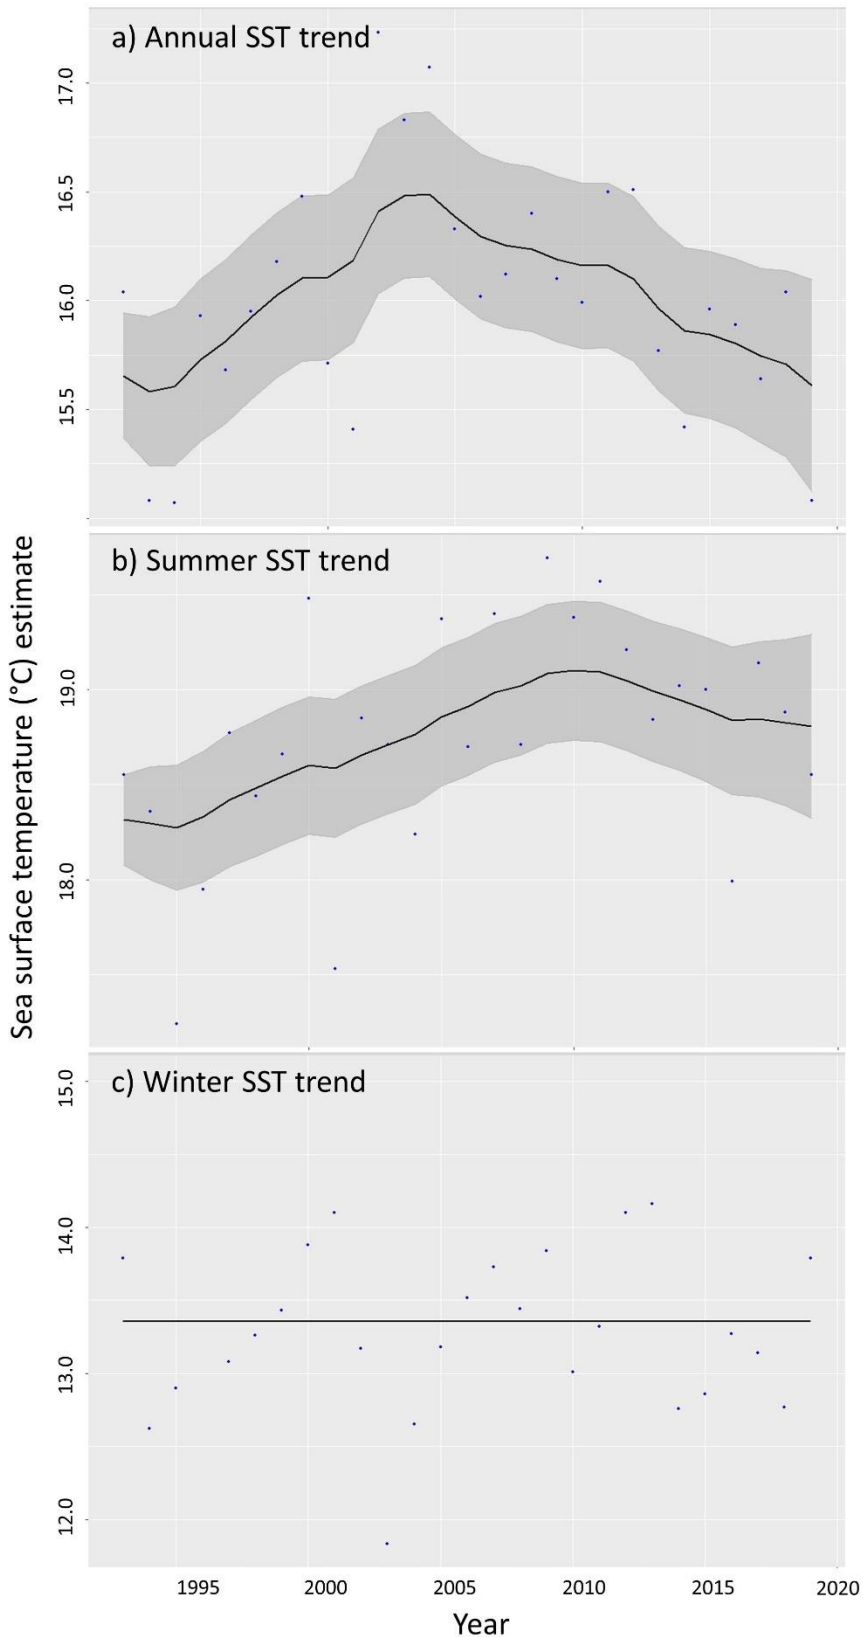 a) Annual SST trend
17.0
16.5
16.0
15.5
Sea surface temperature (°C) estimate
b) Summer SST trend
19.0
18.0
c) Winter SST trend
15.0
14.0
13.0
12.0
1995 2000 2005 2010 2015 2020
Year